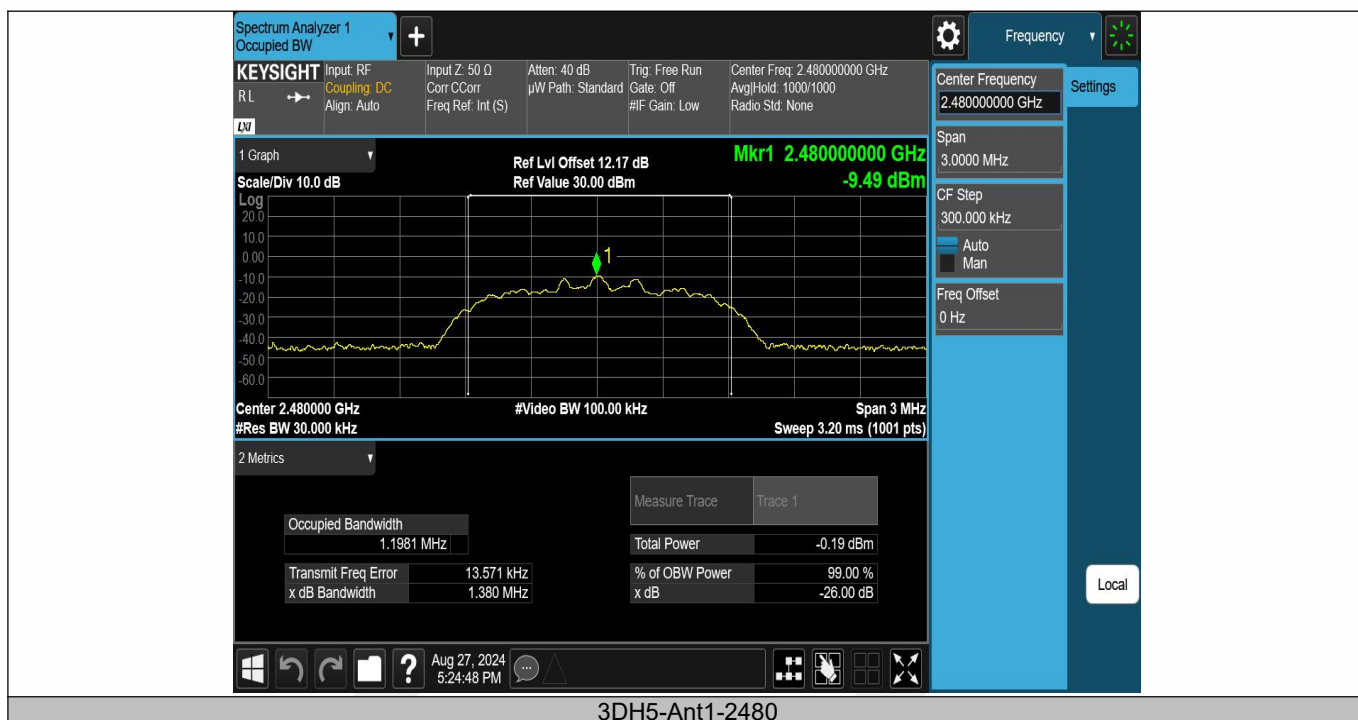 Spectrum Analyzer 1
Occupied BW
+
Frequency
KEYSIGHT
R L
LXI
Input: RF
Coupling: DC
Align: Auto
Input Z: 50 Ω
Corr CCorr
Freq Ref: Int (S)
Atten: 40 dB
µW Path: Standard
Trig: Free Run
Gate: Off
#IF Gain: Low
Center Freq: 2.480000000 GHz
Avg|Hold: 1000/1000
Radio Std: None
Center Frequency
2.480000000 GHz
Settings
Span
3.0000 MHz
CF Step
300.000 kHz
Auto
Man
Freq Offset
0 Hz
Local
1 Graph
Ref Lvl Offset 12.17 dB
Mkr1 2.480000000 GHz
Scale/Div 10.0 dB
Ref Value 30.00 dBm
-9.49 dBm
Log
20.0
10.0
0.00
-10.0
-20.0
-30.0
-40.0
-50.0
-60.0
1
Center 2.480000 GHz
#Video BW 100.00 kHz
Span 3 MHz
#Res BW 30.000 kHz
Sweep 3.20 ms (1001 pts)
2 Metrics
Measure Trace
Trace 1
Occupied Bandwidth
1.1981 MHz
Total Power
-0.19 dBm
Transmit Freq Error
13.571 kHz
% of OBW Power
99.00 %
x dB Bandwidth
1.380 MHz
x dB
-26.00 dB
?
Aug 27, 2024
5:24:48 PM
3DH5-Ant1-2480